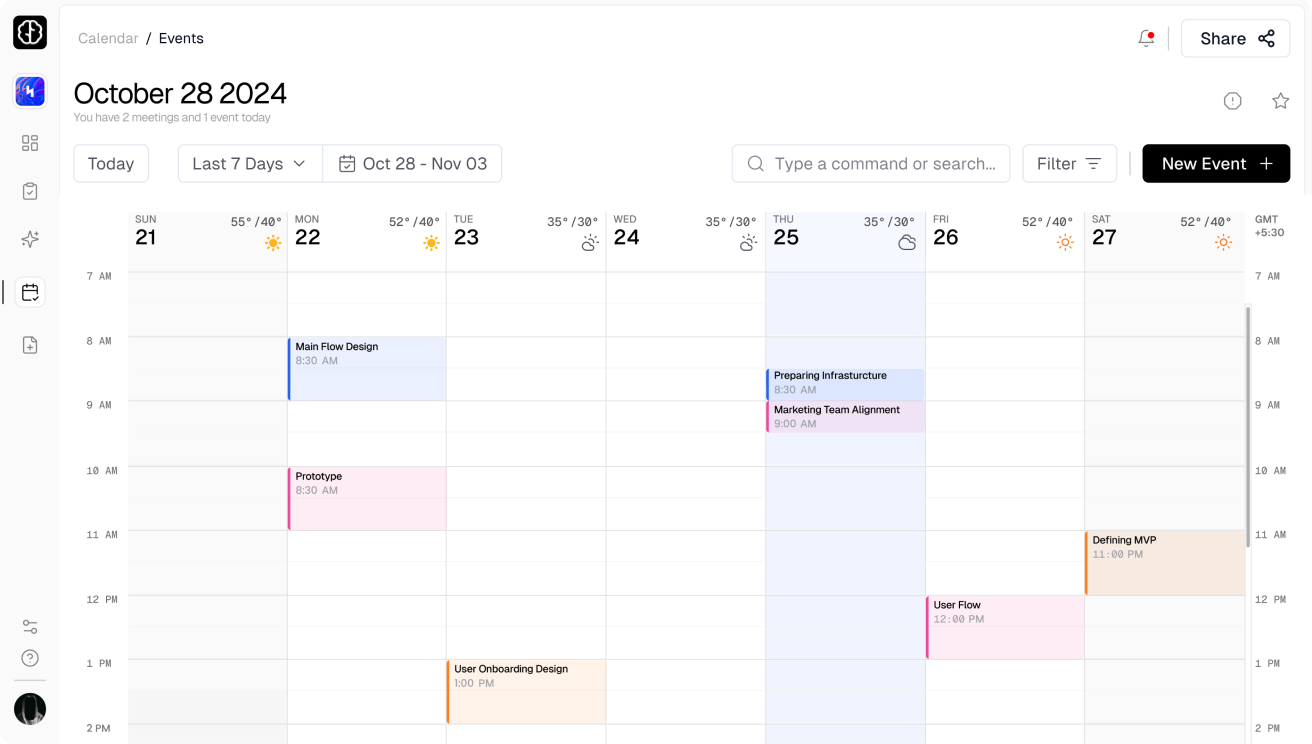 Calendar / Events
Share
October 28 2024
You have 2 meetings and 1 event today
Today
Last 7 Days
Oct 28 - Nov 03
Type a command or search...
Filter
New Event
SUN 55°/40° MON 52°/40° TUE 35°/30° WED 35°/30° THU 35°/30° FRI 52°/40° SAT 52°/40° GMT
21 22 23 24 25 26 27 +5:30
7 AM 7 AM
8 AM 8 AM
Main Flow Design
8:30 AM
Preparing Infrasturcture
8:30 AM
9 AM 9 AM
Marketing Team Alignment
9:00 AM
10 AM 10 AM
Prototype
8:30 AM
11 AM 11 AM
Defining MVP
11:00 PM
12 PM 12 PM
User Flow
12:00 PM
1 PM 1 PM
User Onboarding Design
1:00 PM
2 PM 2 PM